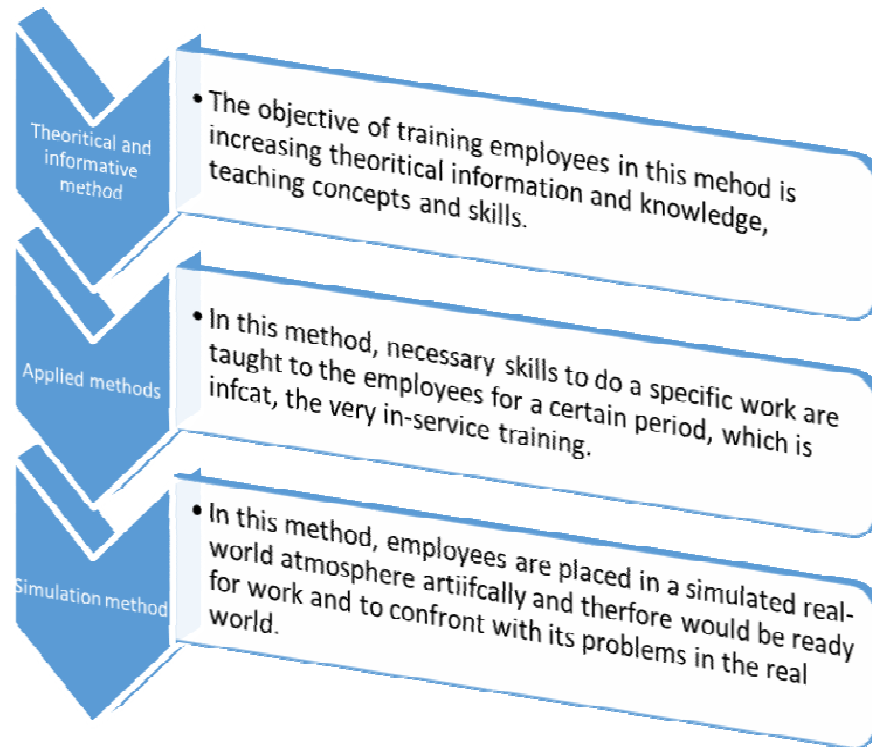 Theoritical and
informative
method
• The objective of training employees in this mehod is
increasing theoritical information and knowledge,
teaching concepts and skills.
Applied methods
• In this method, necessary skills to do a specific work are
taught to the employees for a certain period, which is
infcat, the very in-service training.
Simulation method
• In this method, employees are placed in a simulated real-
world atmosphere artiifcally and therfore would be ready
for work and to confront with its problems in the real
world.